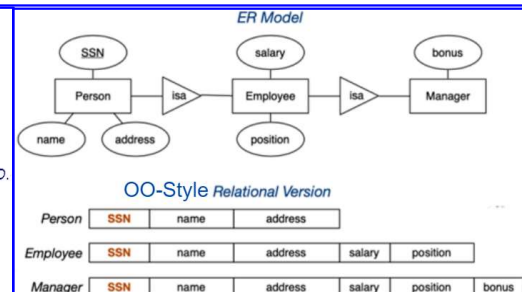 ER Model
SSN salary bonus
Person isa Employee isa Manager
name address position
OO-Style Relational Version
Person SSN name address
Employee SSN name address salary position
Manager SSN name address salary position bonus